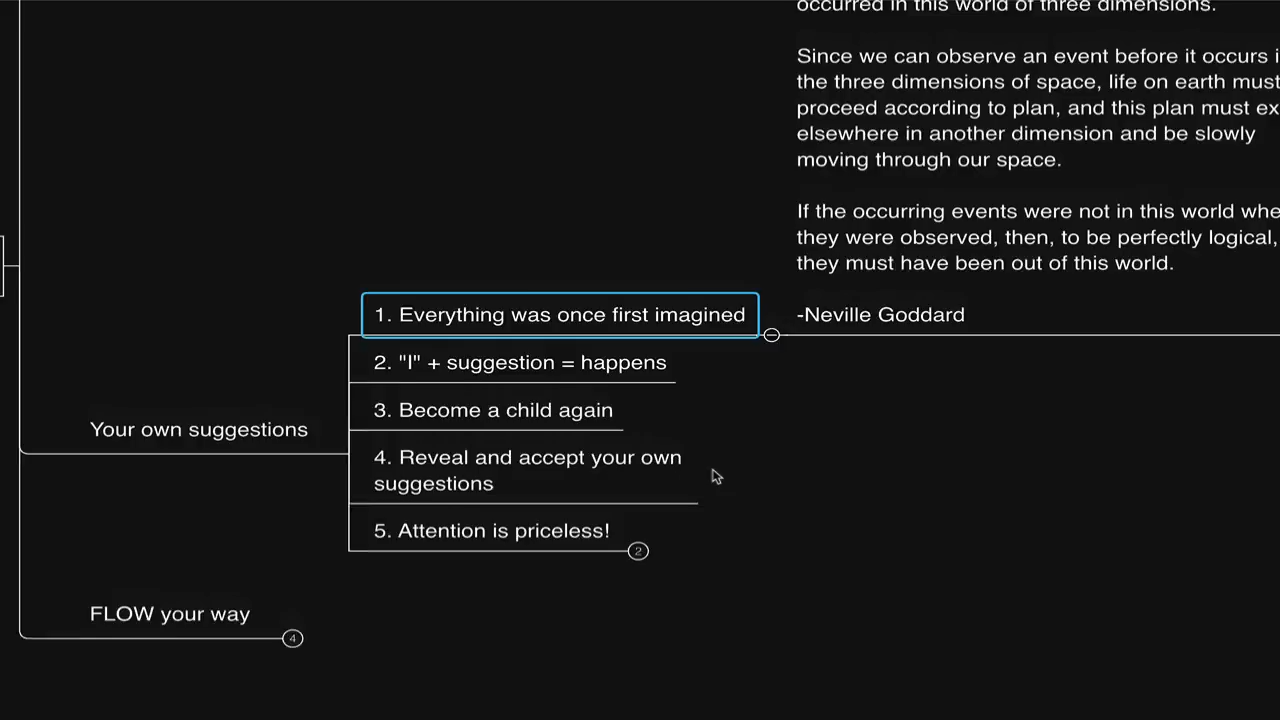 occurred in this world of three dimensions.
Since we can observe an event before it occurs
the three dimensions of space, life on earth must
proceed according to plan, and this plan must
elsewhere in another dimension and be slowly
moving through our space.
If the occurring events were not in this world
they were observed, then, to be perfectly logical,
they must have been out of this world.
-Neville Goddard
1. Everything was once first imagined
2. "I" + suggestion = happens
3. Become a child again
4. Reveal and accept your own
suggestions
5. Attention is priceless!
2
Your own suggestions
FLOW your way
4